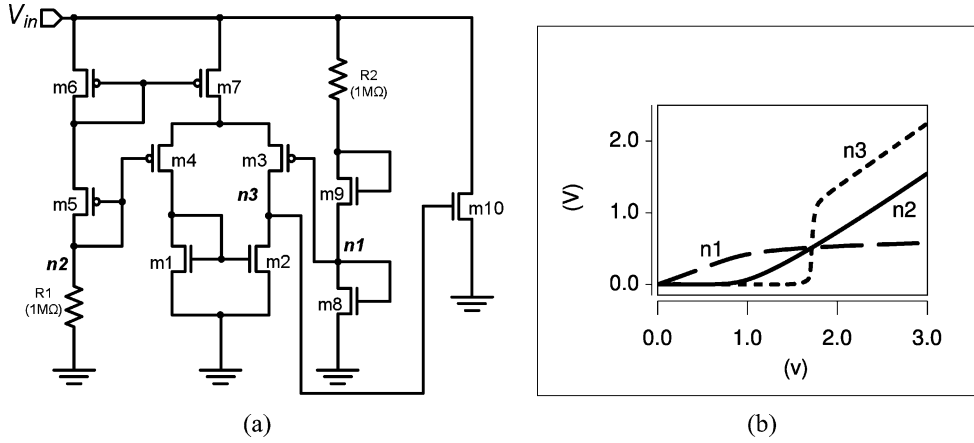 Vin
m6
m7
R2
(1MΩ)
m4
m3
m5
n3
m9
m10
n2
n1
m1
m2
m8
R1
(1MΩ)
(a)
2.0
1.0
0.0
(V)
n3
n2
n1
0.0 1.0 2.0 3.0
(v)
(b)